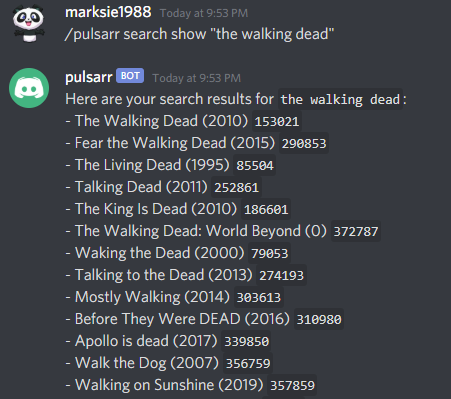 marksie1988 Today at 9:53 PM
/pulsar search show "the walking dead"
pulsarr BOT Today at 9:53 PM
Here are your search results for the walking dead:
- The Walking Dead (2010) 153021
- Fear the Walking Dead (2015) 290853
- The Living Dead (1995) 85504
- Talking Dead (2011) 252861
- The King Is Dead (2010) 186601
- The Walking Dead: World Beyond (0) 372787
- Waking the Dead (2000) 79053
- Talking to the Dead (2013) 274193
- Mostly Walking (2014) 303613
- Before They Were DEAD (2016) 310980
- Apollo is dead (2017) 339850
- Walk the Dog (2007) 356759
- Walking on Sunshine (2019) 357859